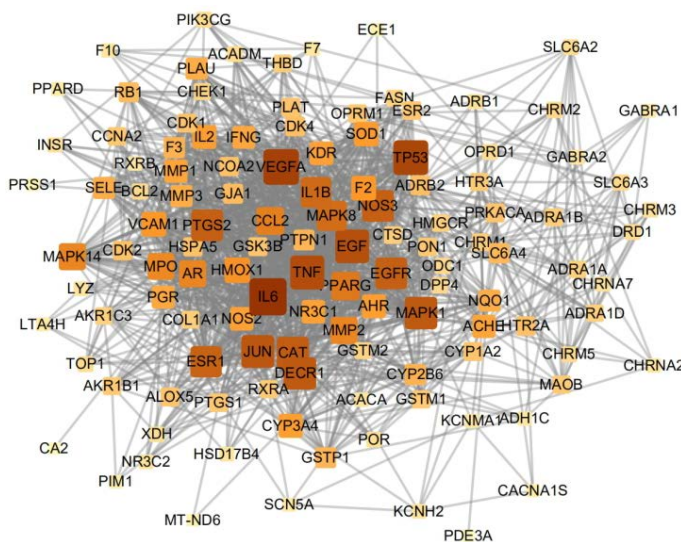 PIK3CG
F10
ACADM
F7
ECE1
SLC6A2
PPARD
RB1
PLAU
CHEK1
THBD
FASN
ESR2
ADRB1
CHRM2
GABRA1
INSR
CCNA2
CDK1
IL2
IFNG
PLAT
CDK4
OPRM1
SOD1
OPRD1
GABRA2
PRSS1
SELE
BCL2
RXRB
F3
MMP1
MMP3
NCOA2
GJA1
VEGFA
KDR
TP53
F2
ADRB2
HTR3A
SLC6A3
CHRM3
DRD1
VCAM1
PTGS2
CCL2
IL1B
MAPK8
NOS3
HMGCR
PRKACA
ADRA1B
MAPK14
CDK2
HSPA5
GSK3B
PTPN1
EGF
CTSD
PON1
CHRM1
SLC6A4
ADRA1A
CHRNA7
LYZ
MPO
AR
HMOX1
TNF
PPARG
EGFR
ODC1
DPP4
LTA4H
AKR1C3
PGR
COL1A1
NOS2
IL6
NR3C1
AHR
MAPK1
NQO1
ADRA1D
TOP1
MMP2
ACHE
HTR2A
AKR1B1
ESR1
JUN
CAT
DECR1
GSTM2
CYP1A2
CHRM5
CHRNA2
ALOX5
PTGS1
RXRA
ACACA
CYP2B6
GSTM1
MAOB
XDH
CYP3A4
POR
KCNMA1
ADH1C
CA2
NR3C2
HSD17B4
GSTP1
PIM1
SCN5A
KCNH2
CACNA1S
MT-ND6
PDE3A